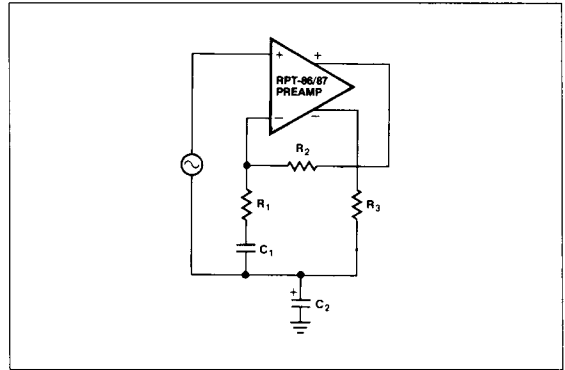 + +
RPT-86/87
PREAMP
− −
R2
R1
R3
C1
+
C2